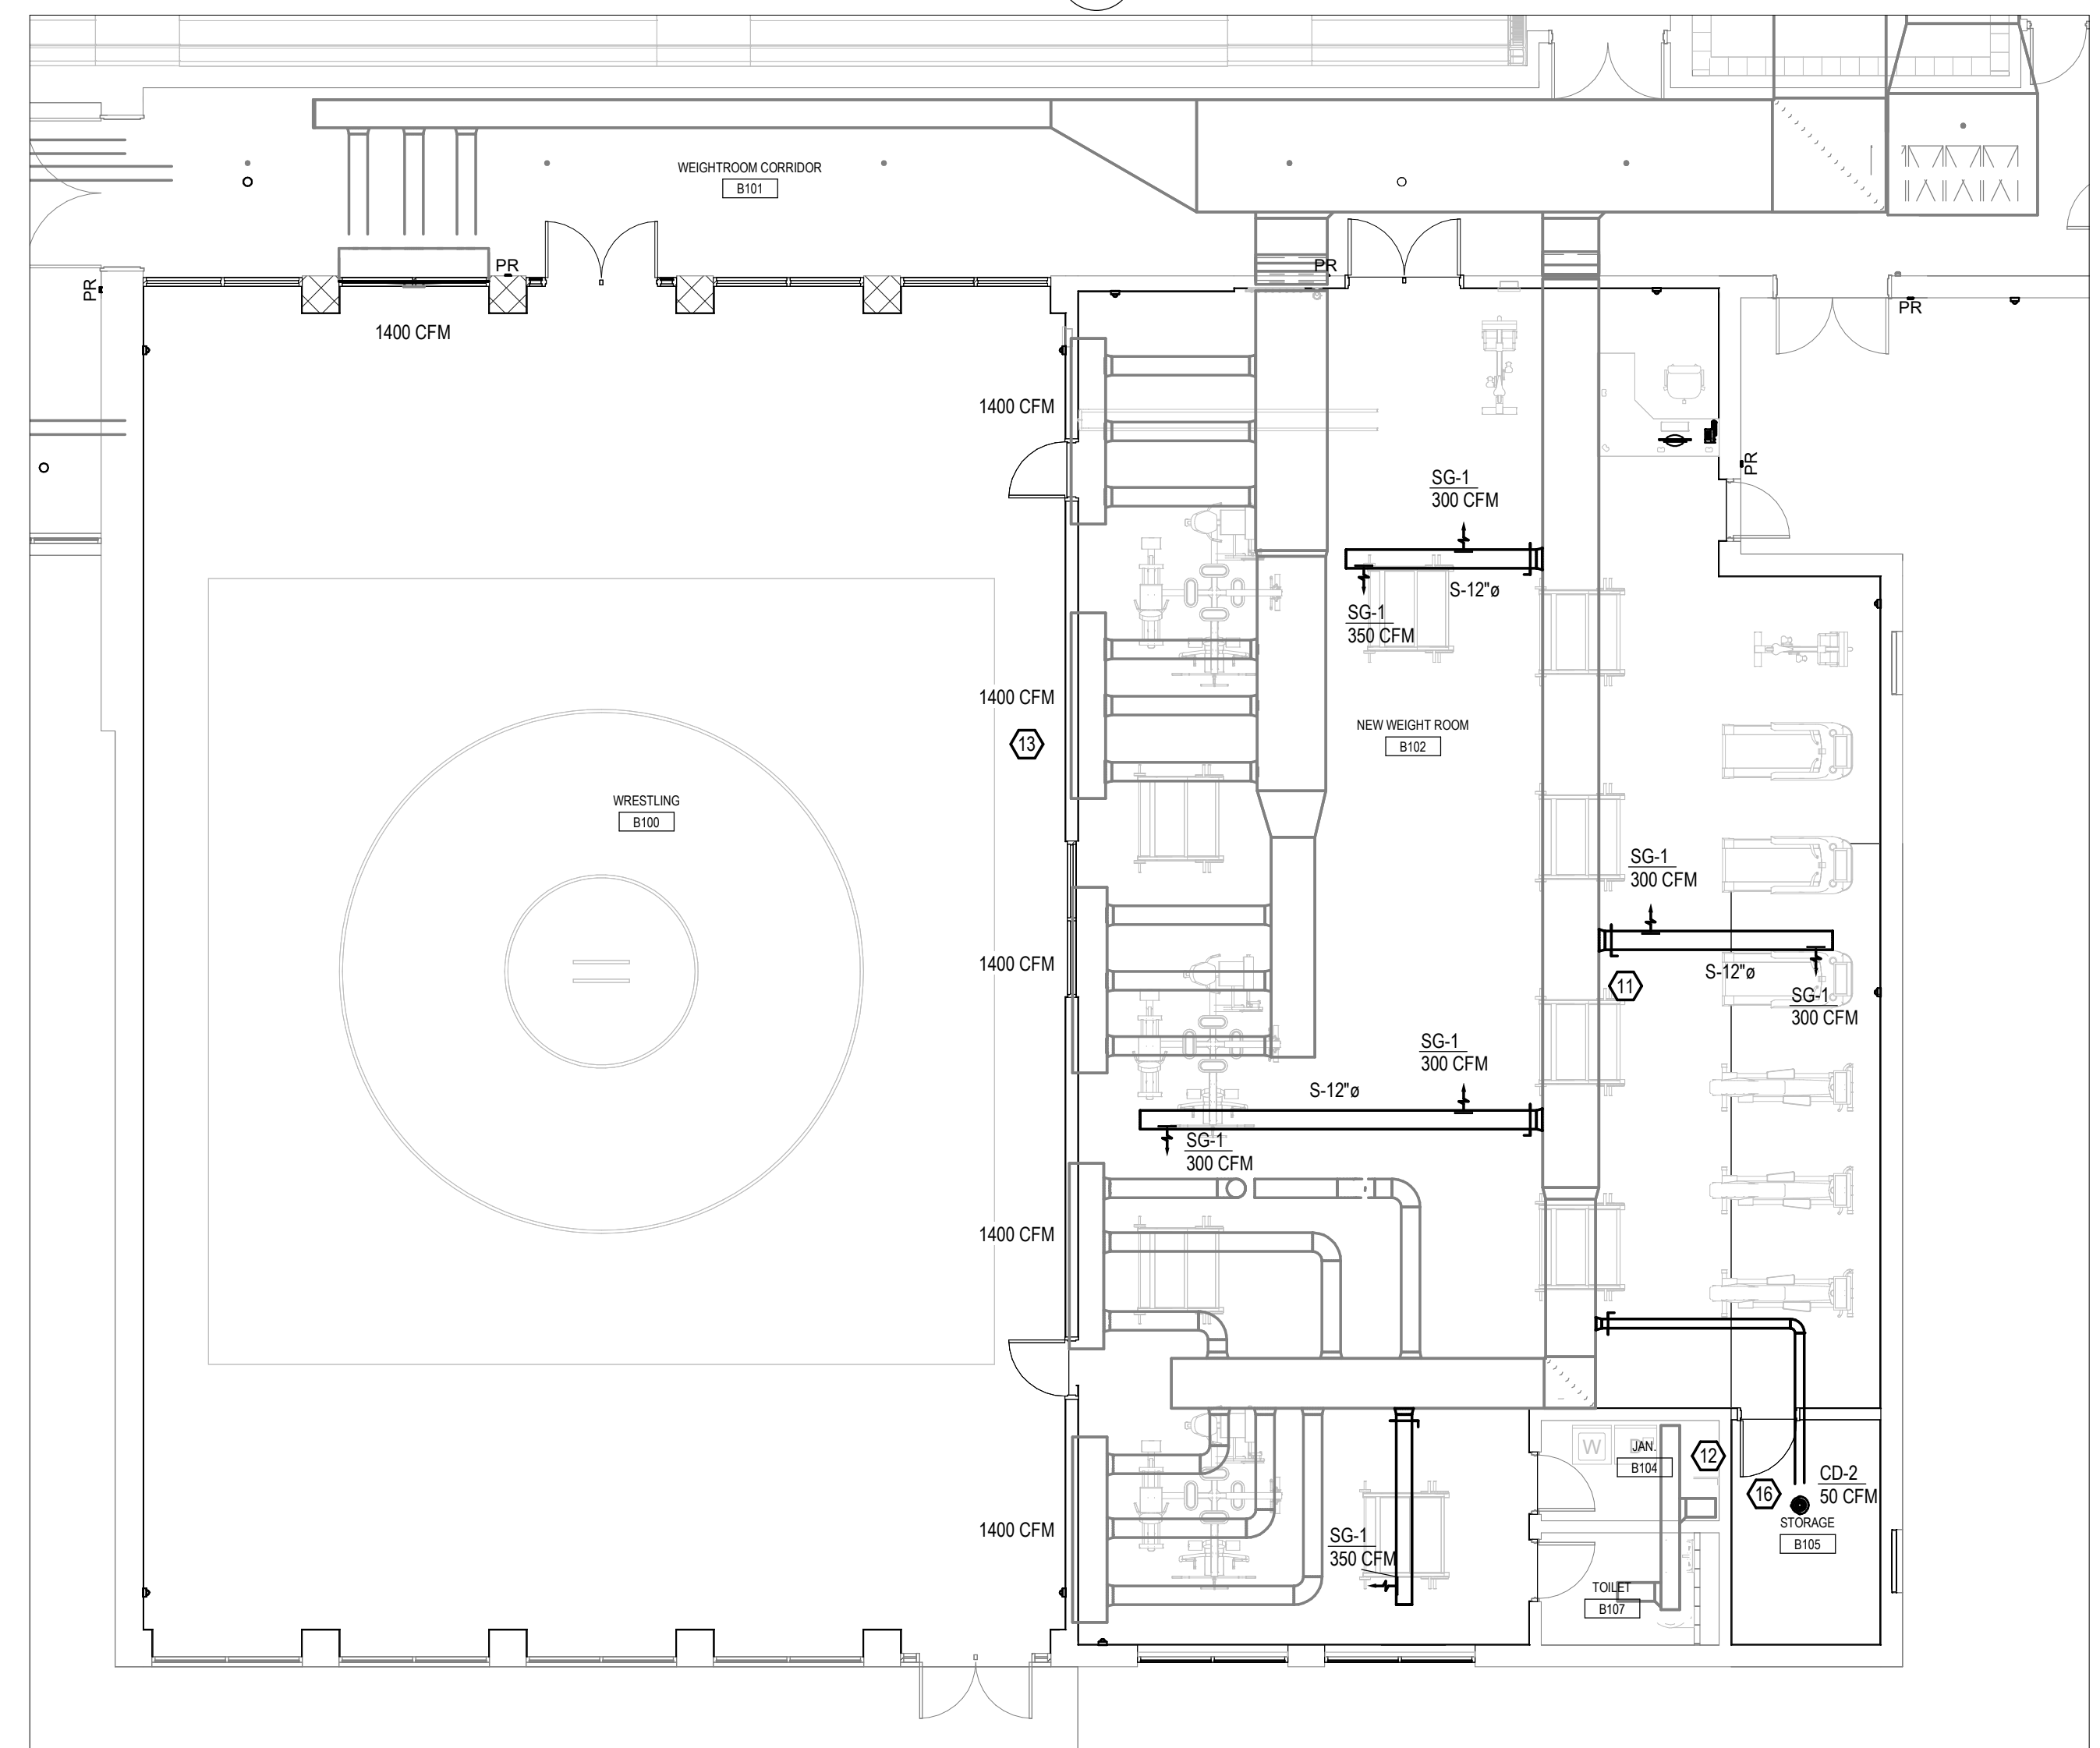 WEIGHTROOM CORRIDOR
B101
PR
PR
PR
PR
1400 CFM
1400 CFM
SG-1
300 CFM
PR
S-12"ø
SG-1
350 CFM
1400 CFM
13
NEW WEIGHT ROOM
B102
WRESTLING
B100
SG-1
300 CFM
1400 CFM
S-12"ø
11
SG-1
300 CFM
SG-1
300 CFM
S-12"ø
SG-1
300 CFM
1400 CFM
W
JAN.
B104
12
CD-2
50 CFM
16
STORAGE
B105
1400 CFM
SG-1
350 CFM
TOILET
B107